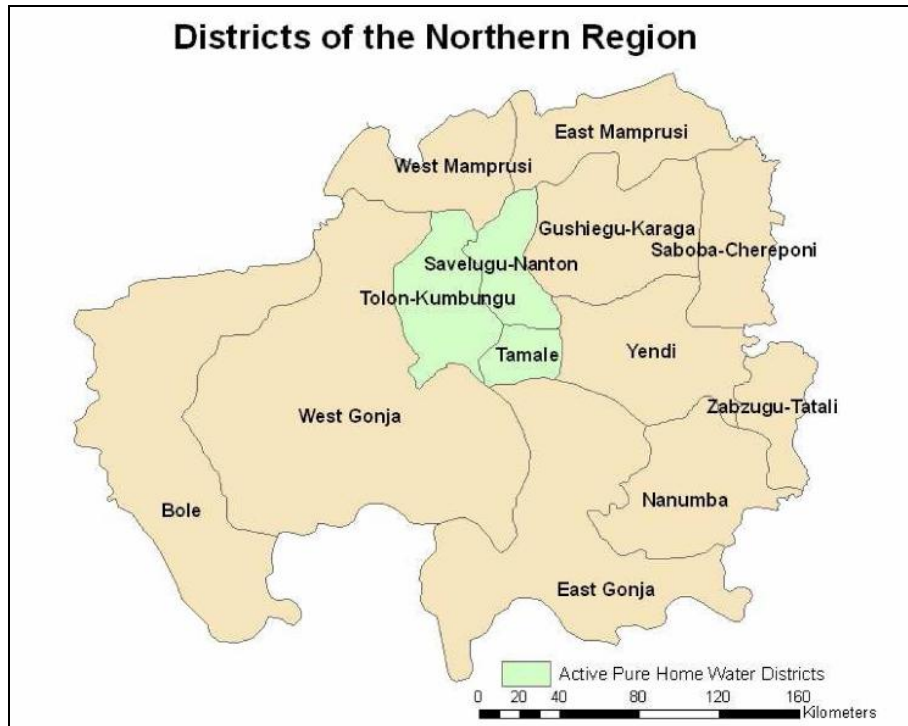 Districts of the Northern Region
East Mamprusi
West Mamprusi
Gushiegu-Karaga
Saboba-Chereponi
Savelugu-Nanton
Tolon-Kumbungu
Tamale
Yendi
Zabzugu-Tatali
West Gonja
Nanumba
Bole
East Gonja
Active Pure Home Water Districts
0 20 40 80 120 160
Kilometers